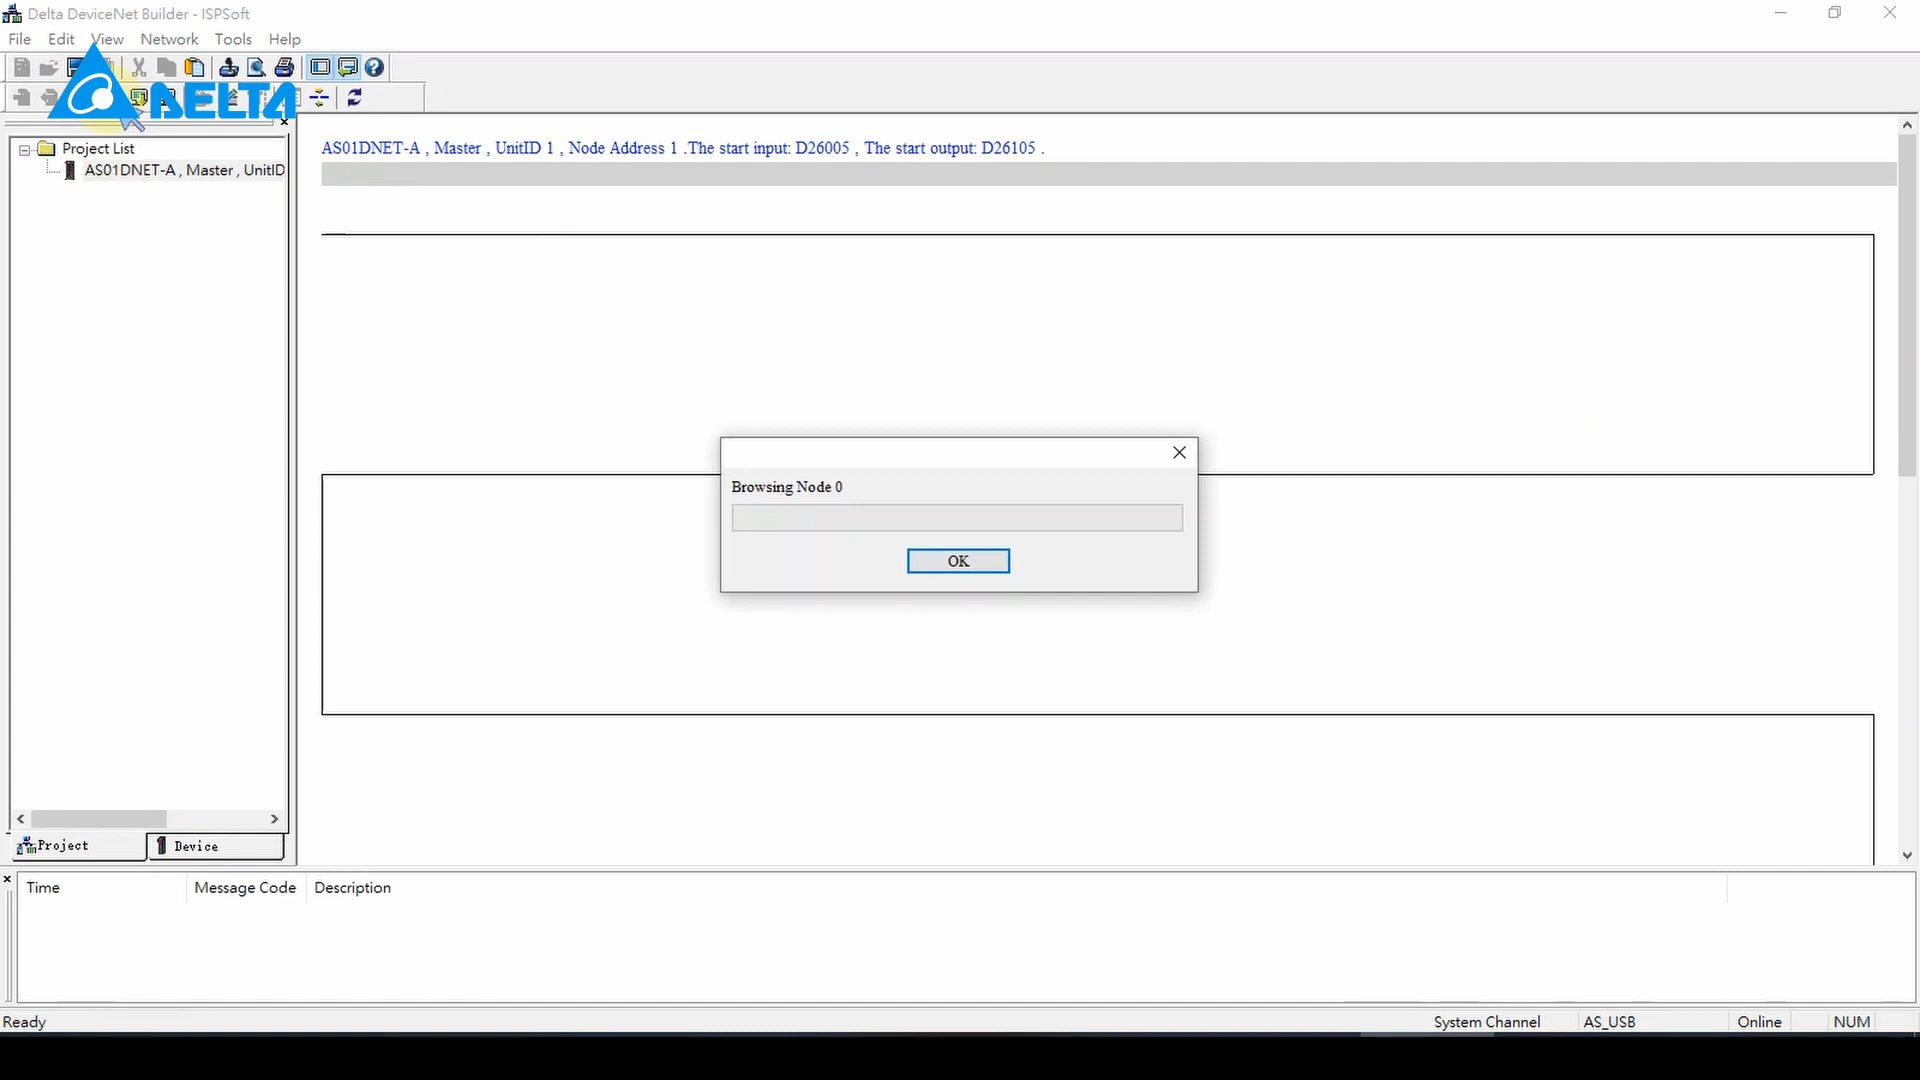 Delta DeviceNet Builder - ISPSoft
File Edit View Network Tools Help
DELTA
Project List
AS01DNET-A , Master , UnitID
AS01DNET-A , Master , UnitID 1 , Node Address 1 .The start input: D26005 , The start output: D26105 .
Browsing Node 0
OK
Project Device
Time Message Code Description
Ready System Channel AS_USB Online NUM